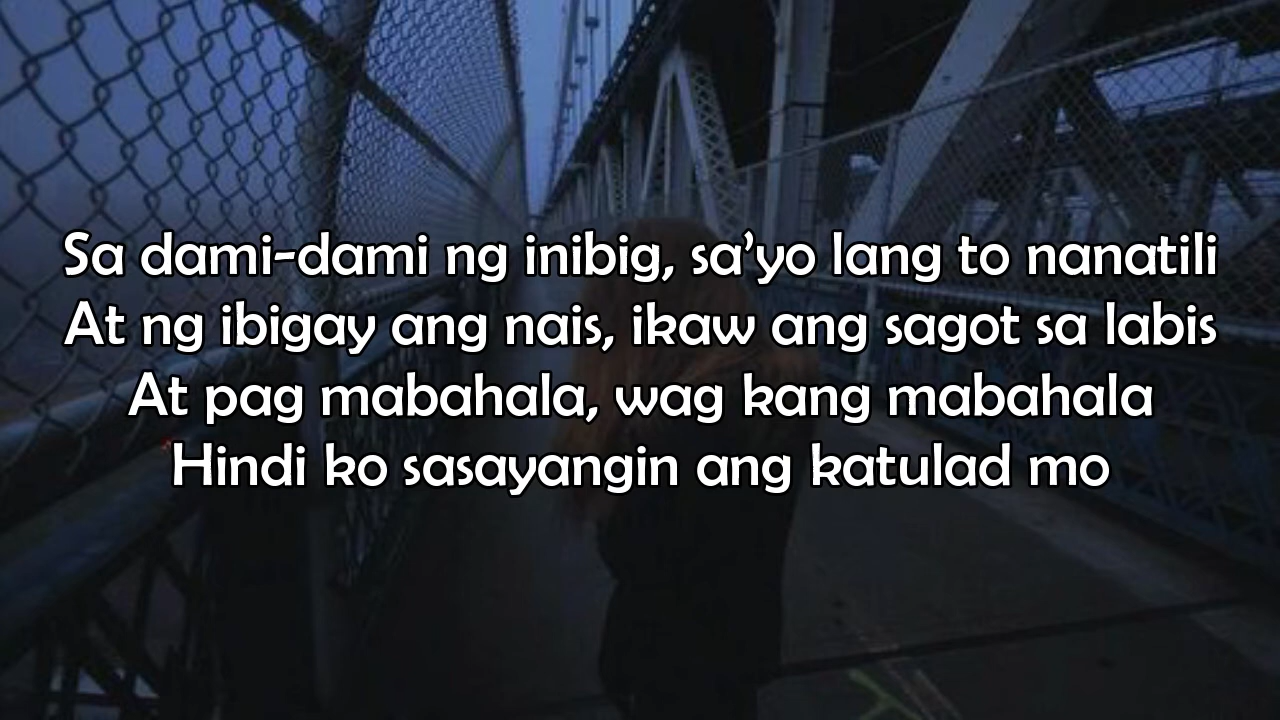 Sa dami-dami ng inibig, sa’yo lang to nanatili
At ng ibigay ang nais, ikaw ang sagot sa labis
At pag mabahala, wag kang mabahala
Hindi ko sasayangin ang katulad mo